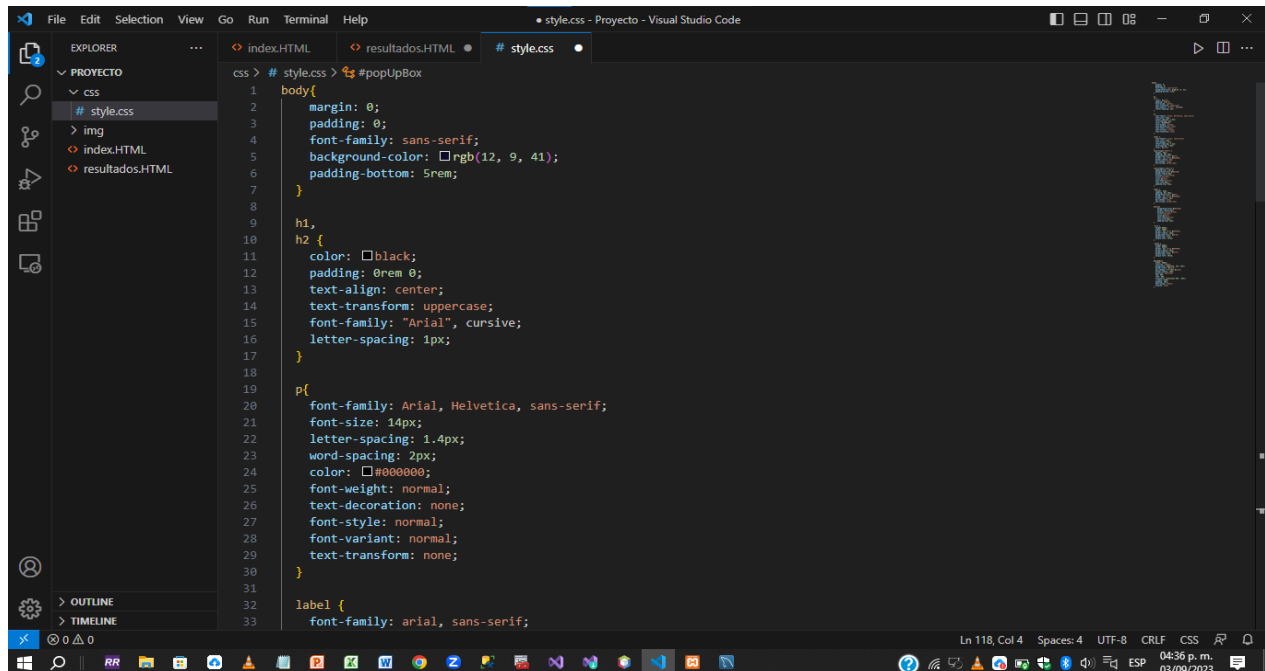 File Edit Selection View Go Run Terminal Help
● style.css - Proyecto - Visual Studio Code
EXPLORER ···
index.HTML
resultados.HTML ●
# style.css ●
PROYECTO
css
# style.css
img
index.HTML
resultados.HTML
OUTLINE
TIMELINE
2
css > # style.css > #popUpBox
1 body{
2 margin: 0;
3 padding: 0;
4 font-family: sans-serif;
5 background-color: rgb(12, 9, 41);
6 padding-bottom: 5rem;
7 }
8
9 h1,
10 h2 {
11 color: black;
12 padding: 0rem 0;
13 text-align: center;
14 text-transform: uppercase;
15 font-family: "Arial", cursive;
16 letter-spacing: 1px;
17 }
18
19 p{
20 font-family: Arial, Helvetica, sans-serif;
21 font-size: 14px;
22 letter-spacing: 1.4px;
23 word-spacing: 2px;
24 color: #000000;
25 font-weight: normal;
26 text-decoration: none;
27 font-style: normal;
28 font-variant: normal;
29 text-transform: none;
30 }
31
32 label {
33 font-family: arial, sans-serif;
0 0
Ln 118, Col 4 Spaces: 4 UTF-8 CRLF CSS
RR
ESP
04:36 p. m.
03/09/2023